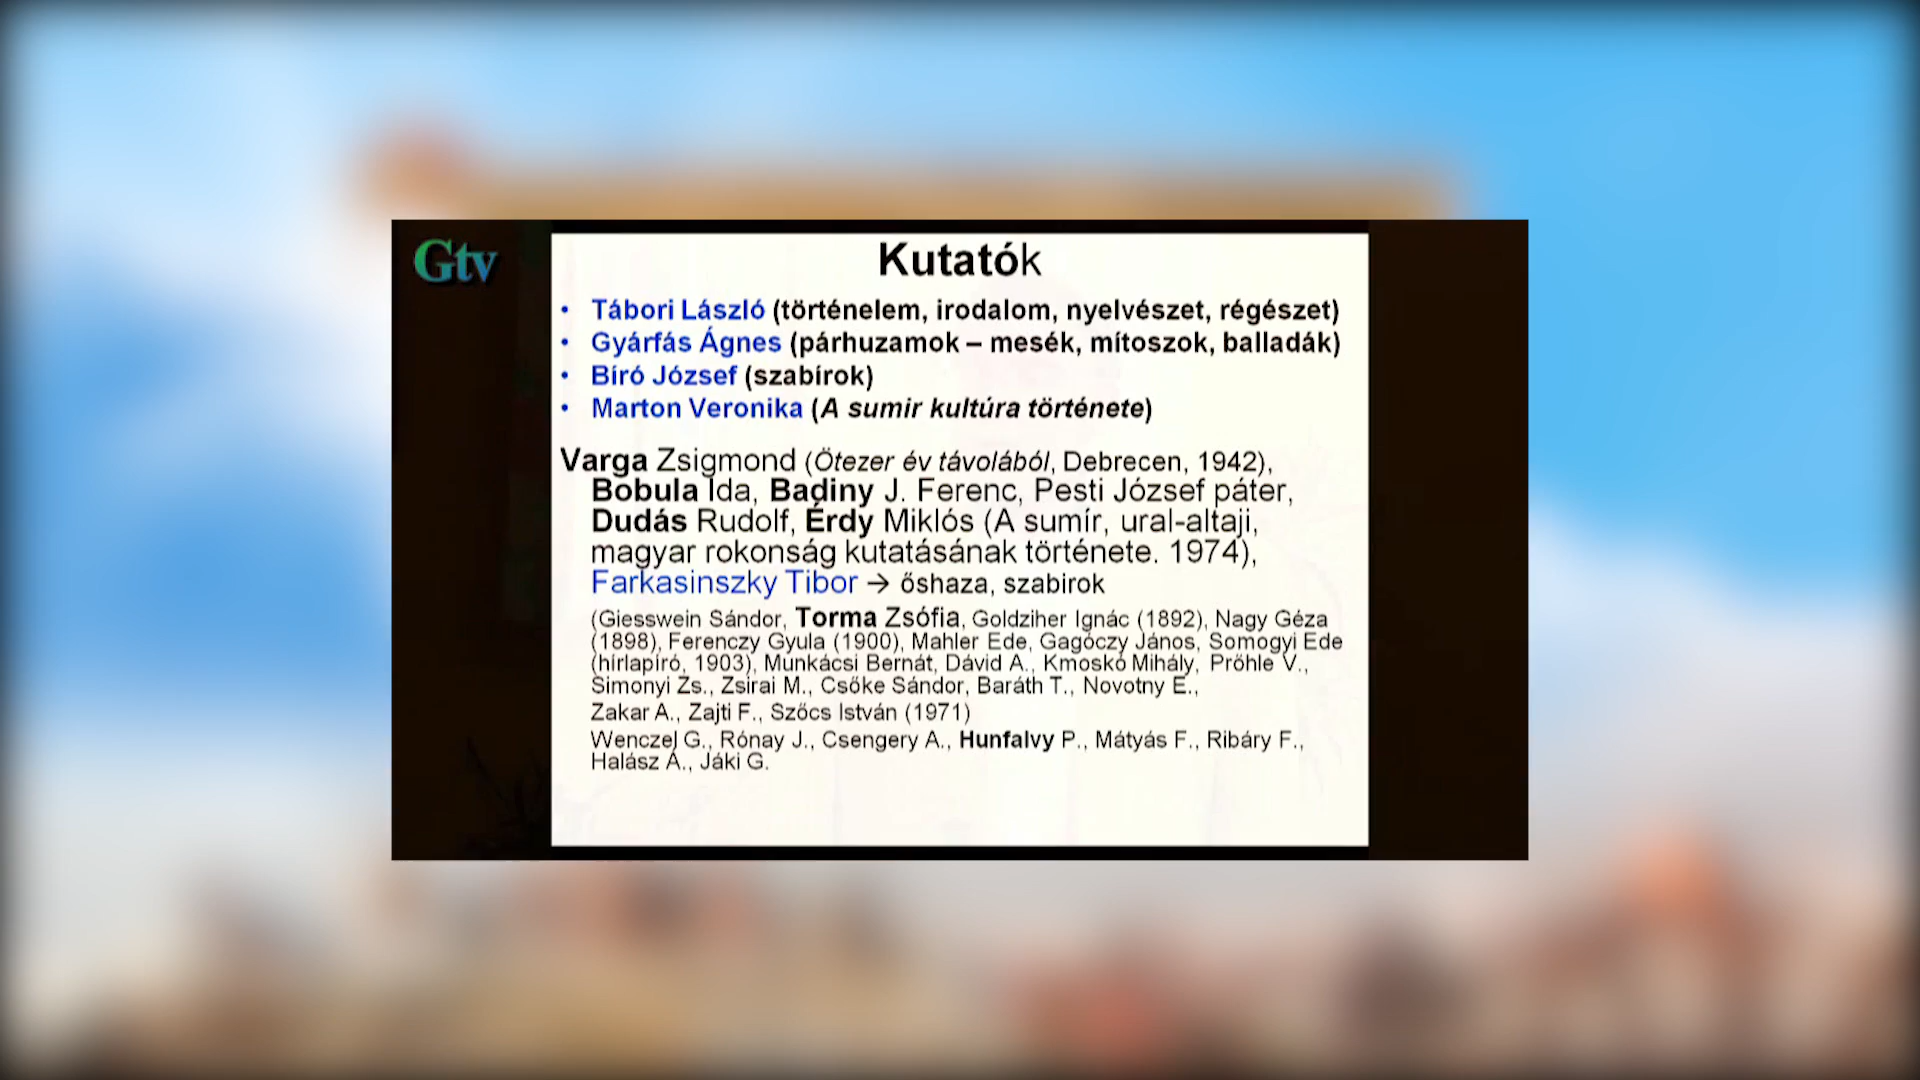 Gtv
Kutatók
• Tábori László (történelem, irodalom, nyelvészet, régészet)
• Gyárfás Ágnes (párhuzamok – mesék, mítoszok, balladák)
• Bíró József (szabírok)
• Marton Veronika (A sumir kultúra története)
Varga Zsigmond (Ötezer év távolából, Debrecen, 1942),
Bobula Ida, Badiny J. Ferenc, Pesti József páter,
Dudás Rudolf, Érdy Miklós (A sumír, ural-altaji,
magyar rokonság kutatásának története. 1974),
Farkasinszky Tibor → őshaza, szabirok
(Giesswein Sándor, Torma Zsófia, Goldziher Ignác (1892), Nagy Géza
(1898), Ferenczy Gyula (1900), Mahler Ede, Gagóczy János, Somogyi Ede
(hírlapíró, 1903), Munkácsi Bernát, Dávid A., Kmoskó Mihály, Prőhle V.,
Simonyi Zs., Zsirai M., Csőke Sándor, Baráth T., Novotny E.,
Zakar A., Zajti F., Szőcs István (1971)
Wenczel G., Rónay J., Csengery A., Hunfalvy P., Mátyás F., Ribáry F.,
Halász Á., Jáki G.